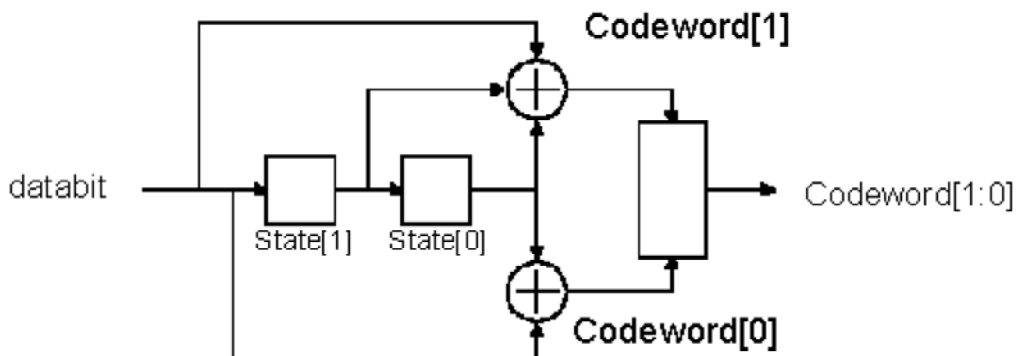 Codeword[1]
databit
State[1]
State[0]
Codeword[1:0]
Codeword[0]